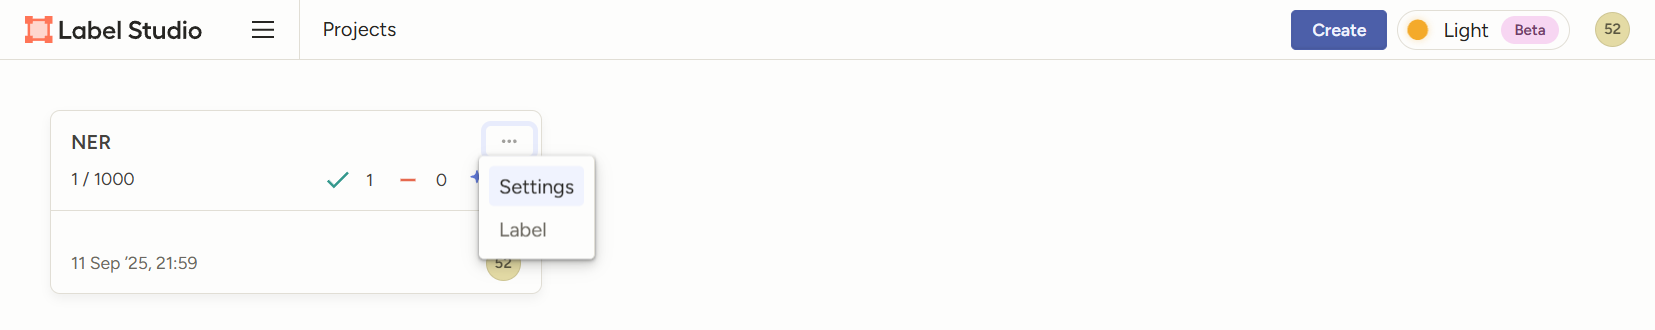 Label Studio
Projects
Create
Light
Beta
52
NER
...
1 / 1000
1
0
Settings
Label
11 Sep '25, 21:59
52